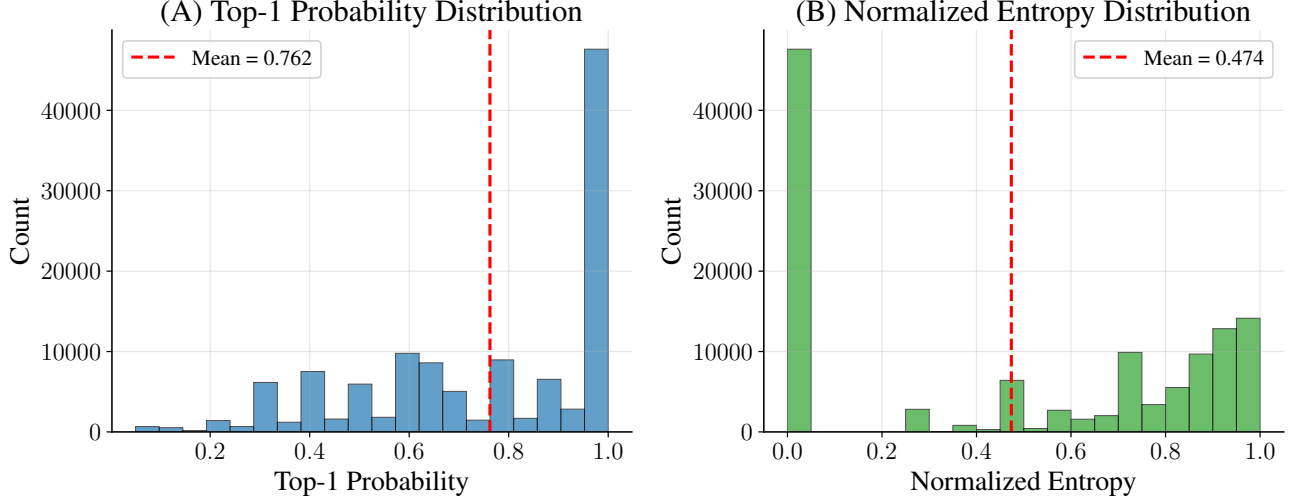 (A) Top-1 Probability Distribution
Mean = 0.762
Count
40000
30000
20000
10000
0
0.2 0.4 0.6 0.8 1.0
Top-1 Probability
(B) Normalized Entropy Distribution
Mean = 0.474
Count
40000
30000
20000
10000
0
0.0 0.2 0.4 0.6 0.8 1.0
Normalized Entropy